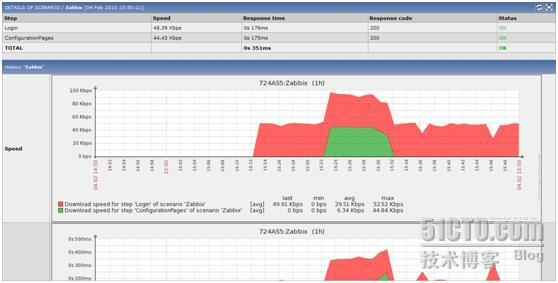 DETAILS OF SCENARIO / Zabbix [04 Feb 2010 15:50:21]
Step Speed Response time Response code Status
Login 48.39 Kbps 0s 176ms 200 OK
ConfigurationPages 44.43 Kbps 0s 175ms 200 OK
TOTAL 0s 351ms OK
History "Zabbix"
Speed
724AS5:Zabbix (1h)
100 Kbps
80 Kbps
60 Kbps
40 Kbps
20 Kbps
0 Kbps
04.02 14:50 14:52 14:54 14:56 14:58 15:00 15:02 15:04 15:06 15:08 15:10 15:12 15:14 15:16 15:18 15:20 15:22 15:24 15:26 15:28 15:30 15:32 15:34 15:36 15:38 15:40 15:42 15:44 15:46 15:48 04.02 15:50
last min avg max
Download speed for step 'Login' of scenario 'Zabbix'. [avg] 49.91 Kbps 0 bps 29.51 Kbps 52.52 Kbps
Download speed for step 'ConfigurationPages' of scenario 'Zabbix'. [avg] 0 bps 0 bps 6.34 Kbps 44.84 Kbps
724AS5:Zabbix (1h)
0s 500ms
0s 400ms
0s 300ms
0s 200ms
51CTO.com
技术博客 Blog